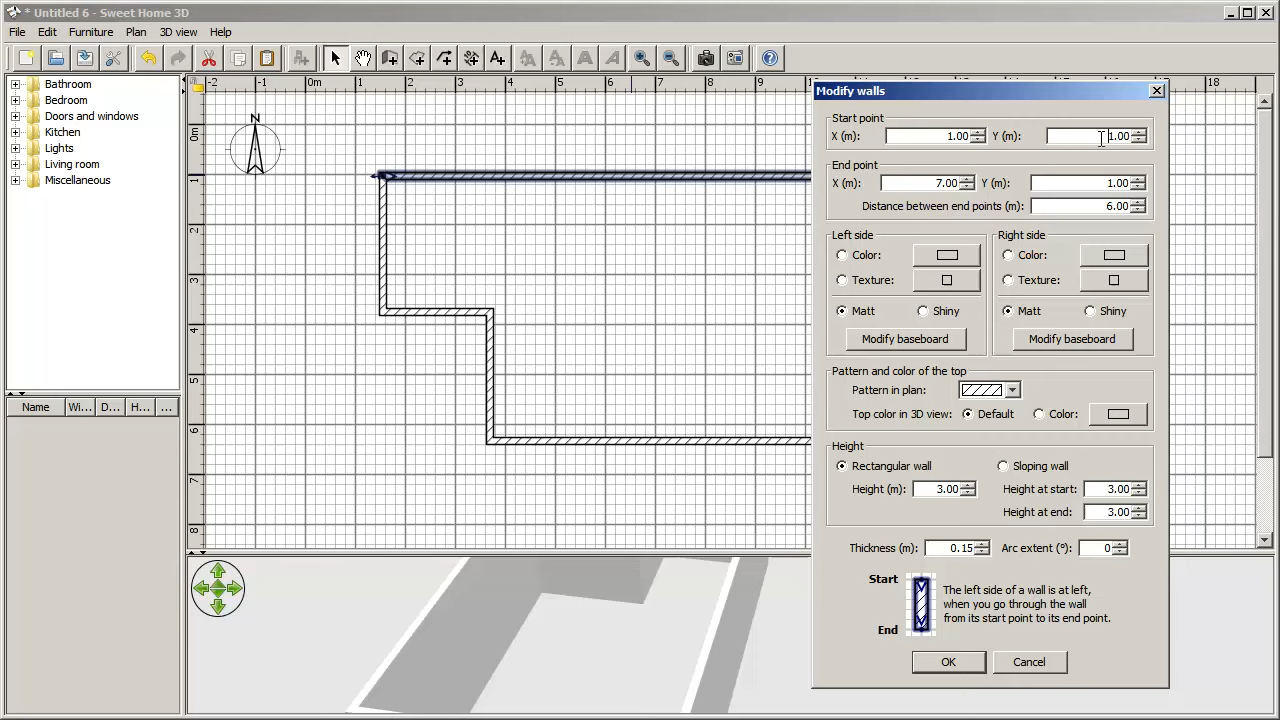 * Untitled 6 - Sweet Home 3D
File Edit Furniture Plan 3D view Help
-2 -1 0m 1 2 3 4 5 6 7 8 9 18
Bathroom
Bedroom
Doors and windows
Kitchen
Lights
Living room
Miscellaneous
Name Wi... D... H... ...
N
0m
1
2
3
4
5
6
7
8
Modify walls
Start point
X (m): 1.00 Y (m): 1.00
End point
X (m): 7.00 Y (m): 1.00
Distance between end points (m): 6.00
Left side
Color:
Texture:
Matt Shiny
Modify baseboard
Right side
Color:
Texture:
Matt Shiny
Modify baseboard
Pattern and color of the top
Pattern in plan:
Top color in 3D view: Default Color:
Height
Rectangular wall Sloping wall
Height (m): 3.00 Height at start: 3.00
Height at end: 3.00
Thickness (m): 0.15 Arc extent (°): 0
Start
End
The left side of a wall is at left,
when you go through the wall
from its start point to its end point.
OK Cancel